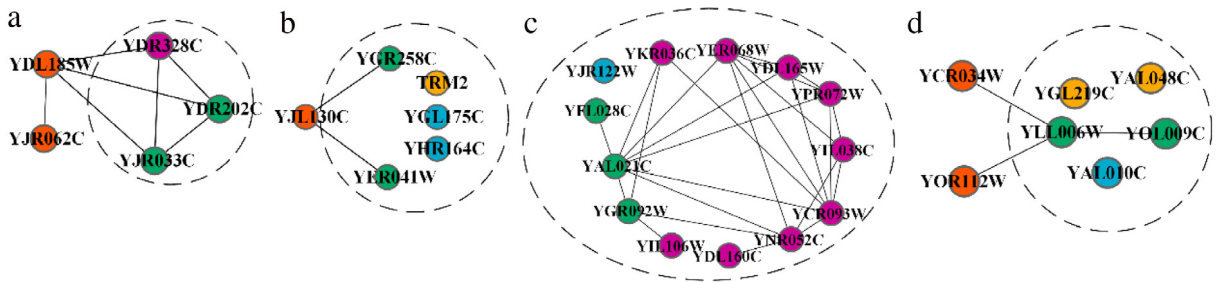 a
YDR328C
YDL185W
YDR202C
YJR062C
YJR033C
b
YGR258C
TRM2
YJL130C
YGL175C
YHR164C
YER041W
c
YKR036C
YER068W
YJR122W
YDL165W
YPR072W
YFL028C
YIL038C
YAL021C
YGR092W
YCR093W
YIL106W
YNR052C
YDL160C
d
YCR034W
YAL048C
YGL219C
YLL006W
YOL009C
YOR112W
YAL010C